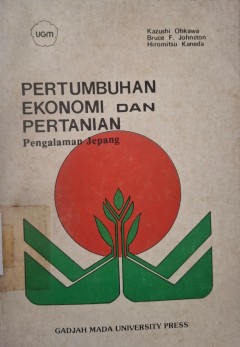 UGM
Kazushi Ohkawa
Bruce F. Johnston
Hiromitsu Kaneda
PERTUMBUHAN
EKONOMI DAN
PERTANIAN
Pengalaman Jepang
GADJAH MADA UNIVERSITY PRESS